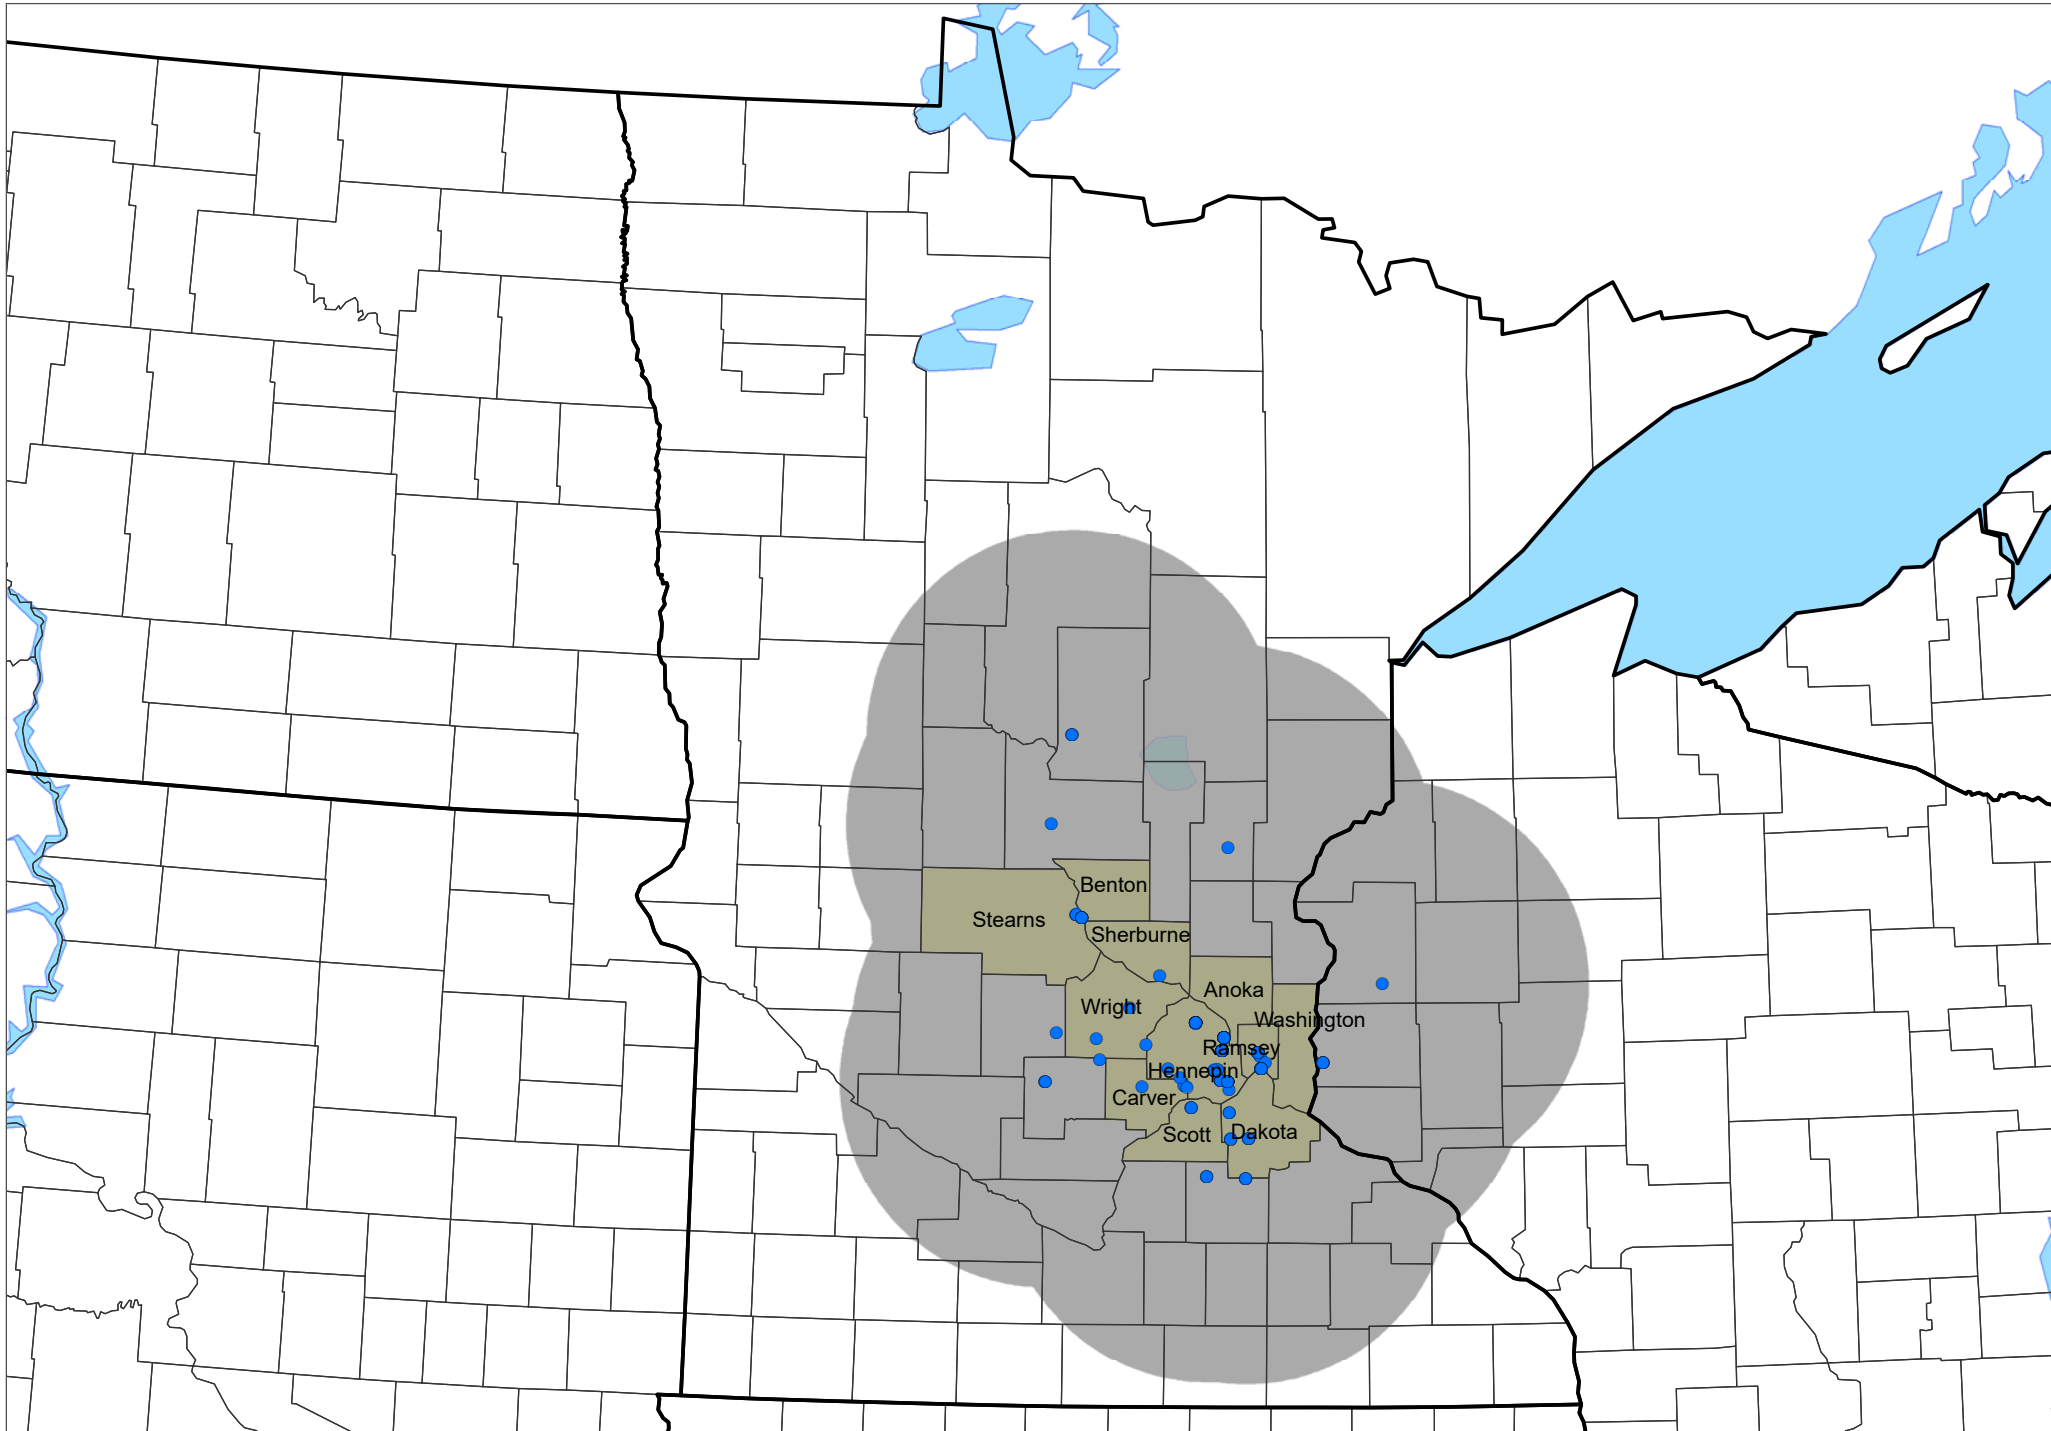 Benton
Stearns
Sherburne
Anoka
Wright
Washington
Ramsey
Hennepin
Carver
Scott
Dakota